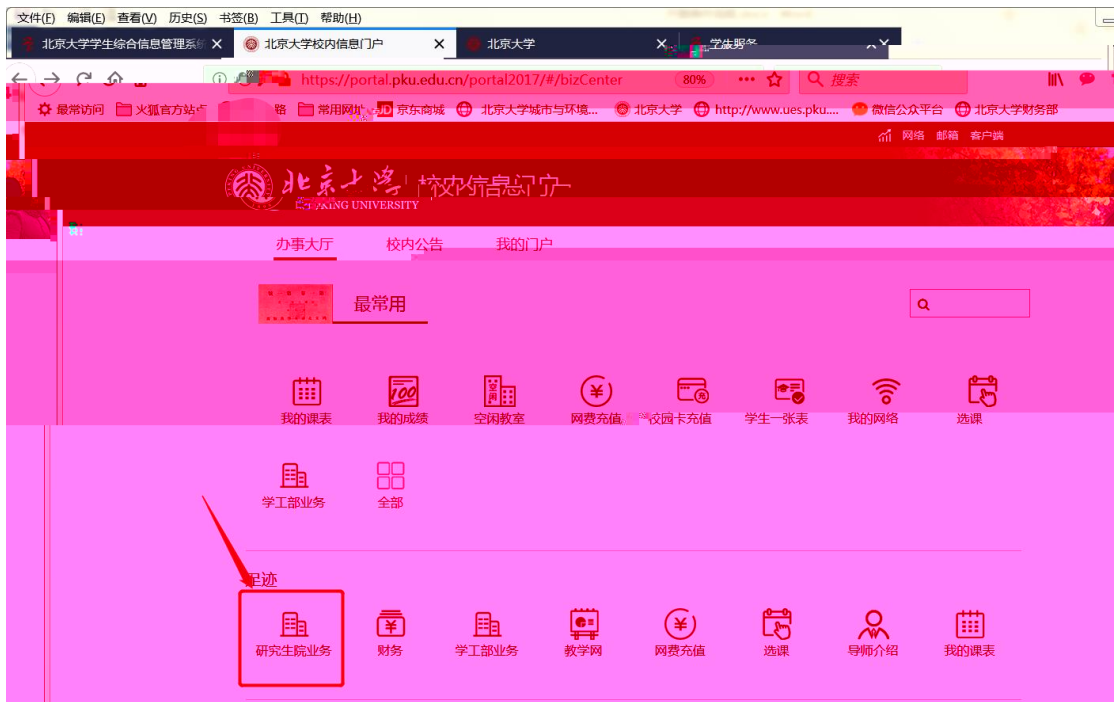 文件(F) 编辑(E) 查看(V) 历史(S) 书签(B) 工具(T) 帮助(H)
北京大学学生综合信息管理系统 × 北京大学校内信息门户 × 北京大学 ×
https://portal.pku.edu.cn/portal2017/#/bizCenter 80% ••• 搜索
最常访问 火狐官方站点 常用网址 JD 京东商城 北京大学城市与环境... 北京大学 http://www.ues.pku.... 微信公众平台 北京大学财务部
网络 邮箱 客户端
北京大学 校内信息门户
PEKING UNIVERSITY
办事大厅 校内公告 我的门户
最常用
我的课表 我的成绩 空闲教室 网费充值 校园卡充值 学生一张表 我的网络 选课
学工部业务 全部
足迹
研究生院业务 财务 学工部业务 教学网 网费充值 选课 导师介绍 我的课表